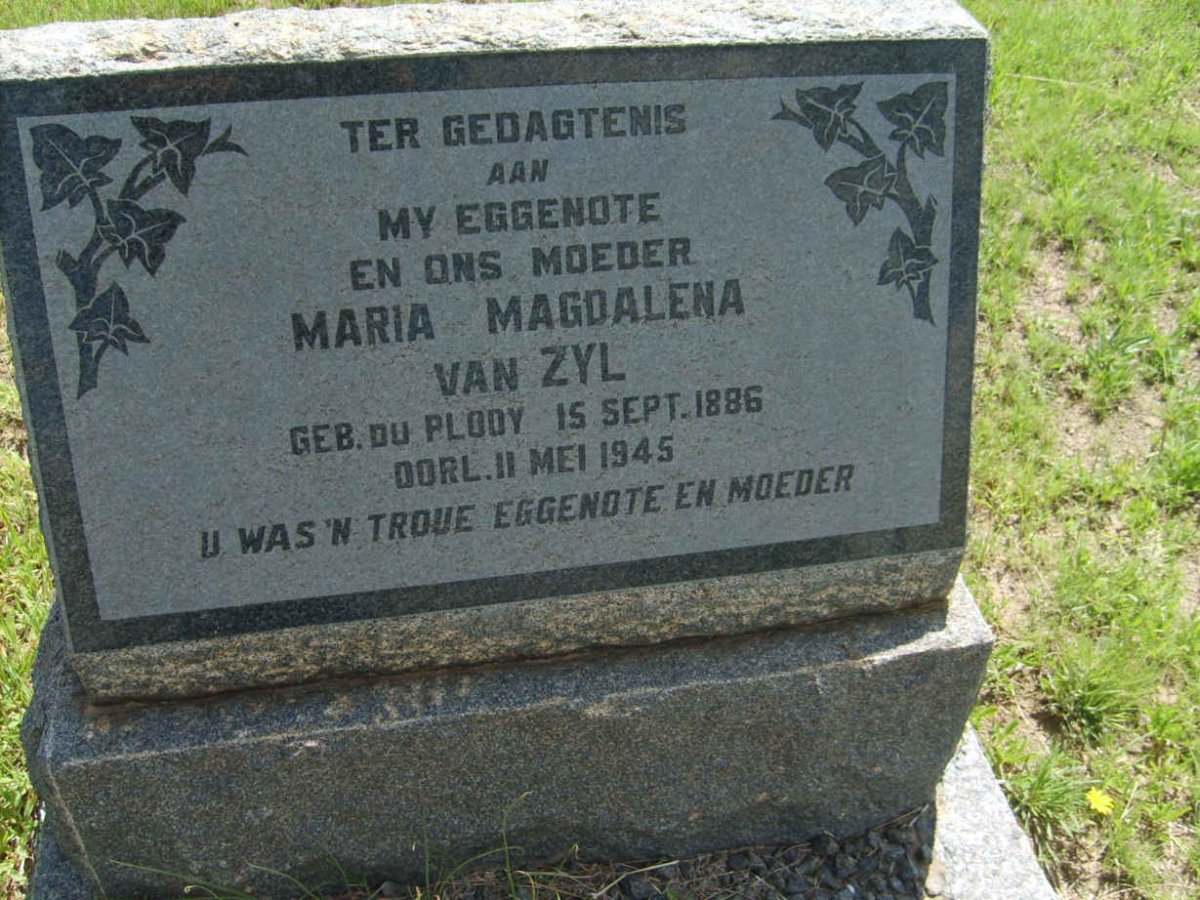 TER GEDAGTENIS
AAN
MY EGGENOTE
EN ONS MOEDER
MARIA MAGDALENA
VAN ZYL
GEB. DU PLOOY 15 SEPT. 1886
OORL. 11 MEI 1945
U WAS 'N TROUE EGGENOTE EN MOEDER